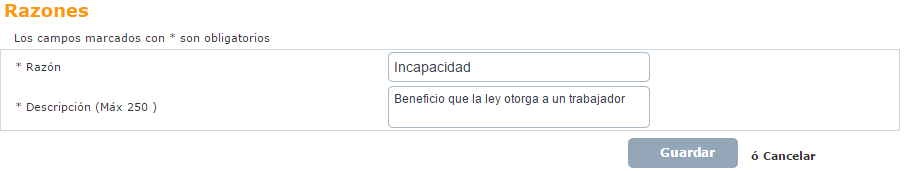 Razones
Los campos marcados con * son obligatorios
* Razón
Incapacidad
* Descripción (Máx 250 )
Beneficio que la ley otorga a un trabajador
Guardar ó Cancelar